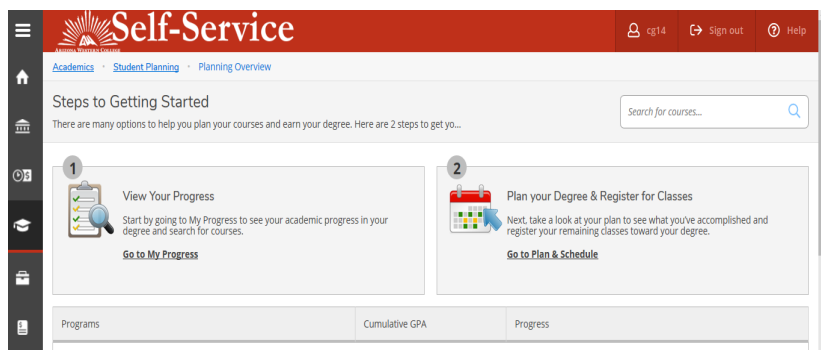 Self-Service
ARIZONA WESTERN COLLEGE
cg14
Sign out
Help
Academics · Student Planning · Planning Overview
Steps to Getting Started
There are many options to help you plan your courses and earn your degree. Here are 2 steps to get yo...
Search for courses...
1
View Your Progress
Start by going to My Progress to see your academic progress in your
degree and search for courses.
Go to My Progress
2
Plan your Degree & Register for Classes
Next, take a look at your plan to see what you've accomplished and
register your remaining classes toward your degree.
Go to Plan & Schedule
Programs
Cumulative GPA
Progress